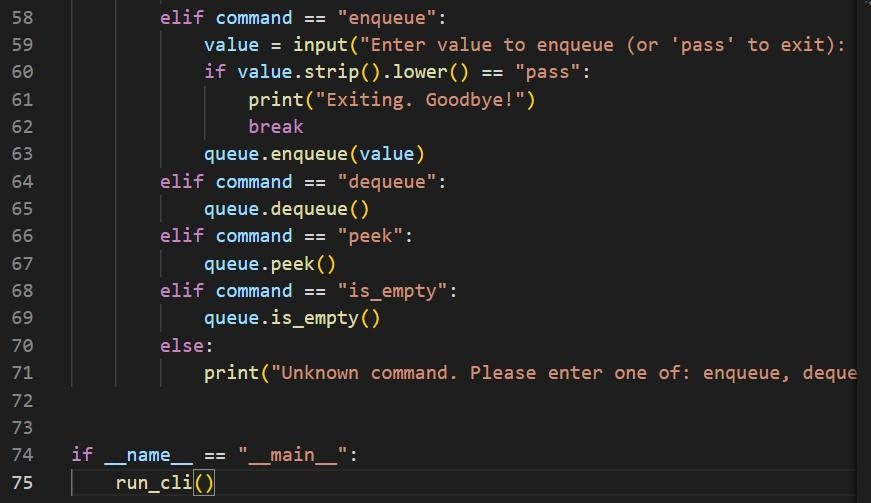 58 elif command == "enqueue":
59 value = input("Enter value to enqueue (or 'pass' to exit):
60 if value.strip().lower() == "pass":
61 print("Exiting. Goodbye!")
62 break
63 queue.enqueue(value)
64 elif command == "dequeue":
65 queue.dequeue()
66 elif command == "peek":
67 queue.peek()
68 elif command == "is_empty":
69 queue.is_empty()
70 else:
71 print("Unknown command. Please enter one of: enqueue, deque
72
73
74 if __name__ == "__main__":
75 run_cli()